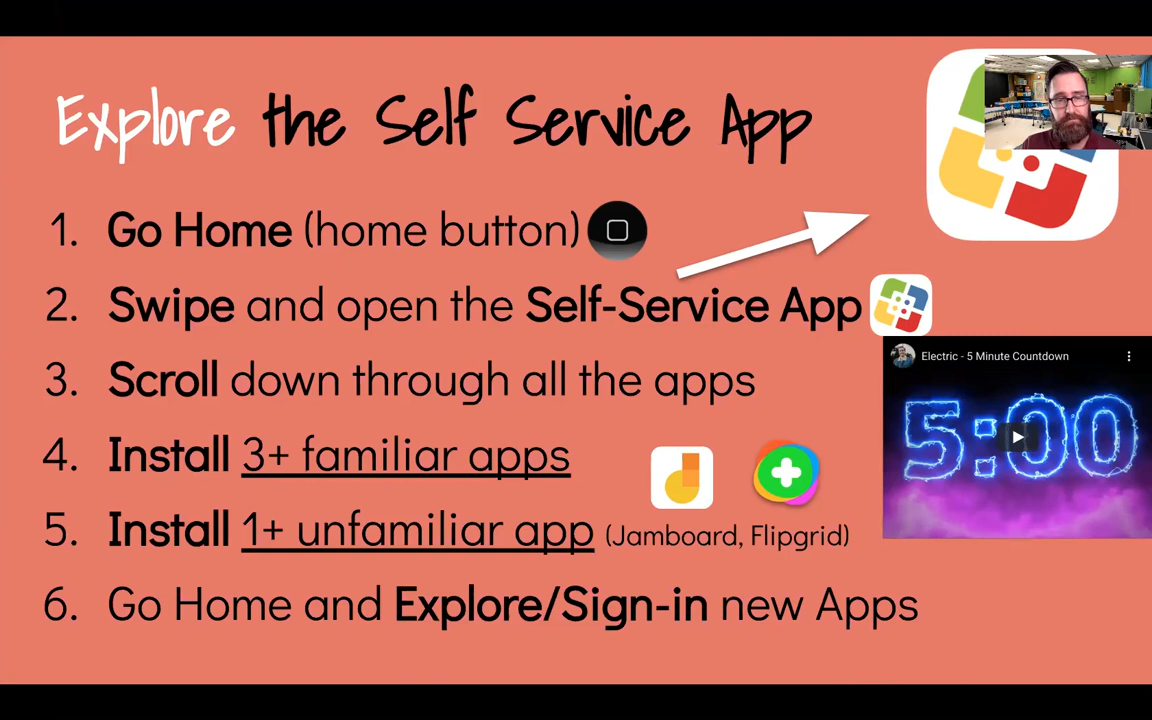 Explore the Self Service App
1. Go Home (home button)
2. Swipe and open the Self-Service App
3. Scroll down through all the apps
Electric - 5 Minute Countdown
5:00
4. Install 3+ familiar apps
5. Install 1+ unfamiliar app (Jamboard, Flipgrid)
6. Go Home and Explore/Sign-in new Apps